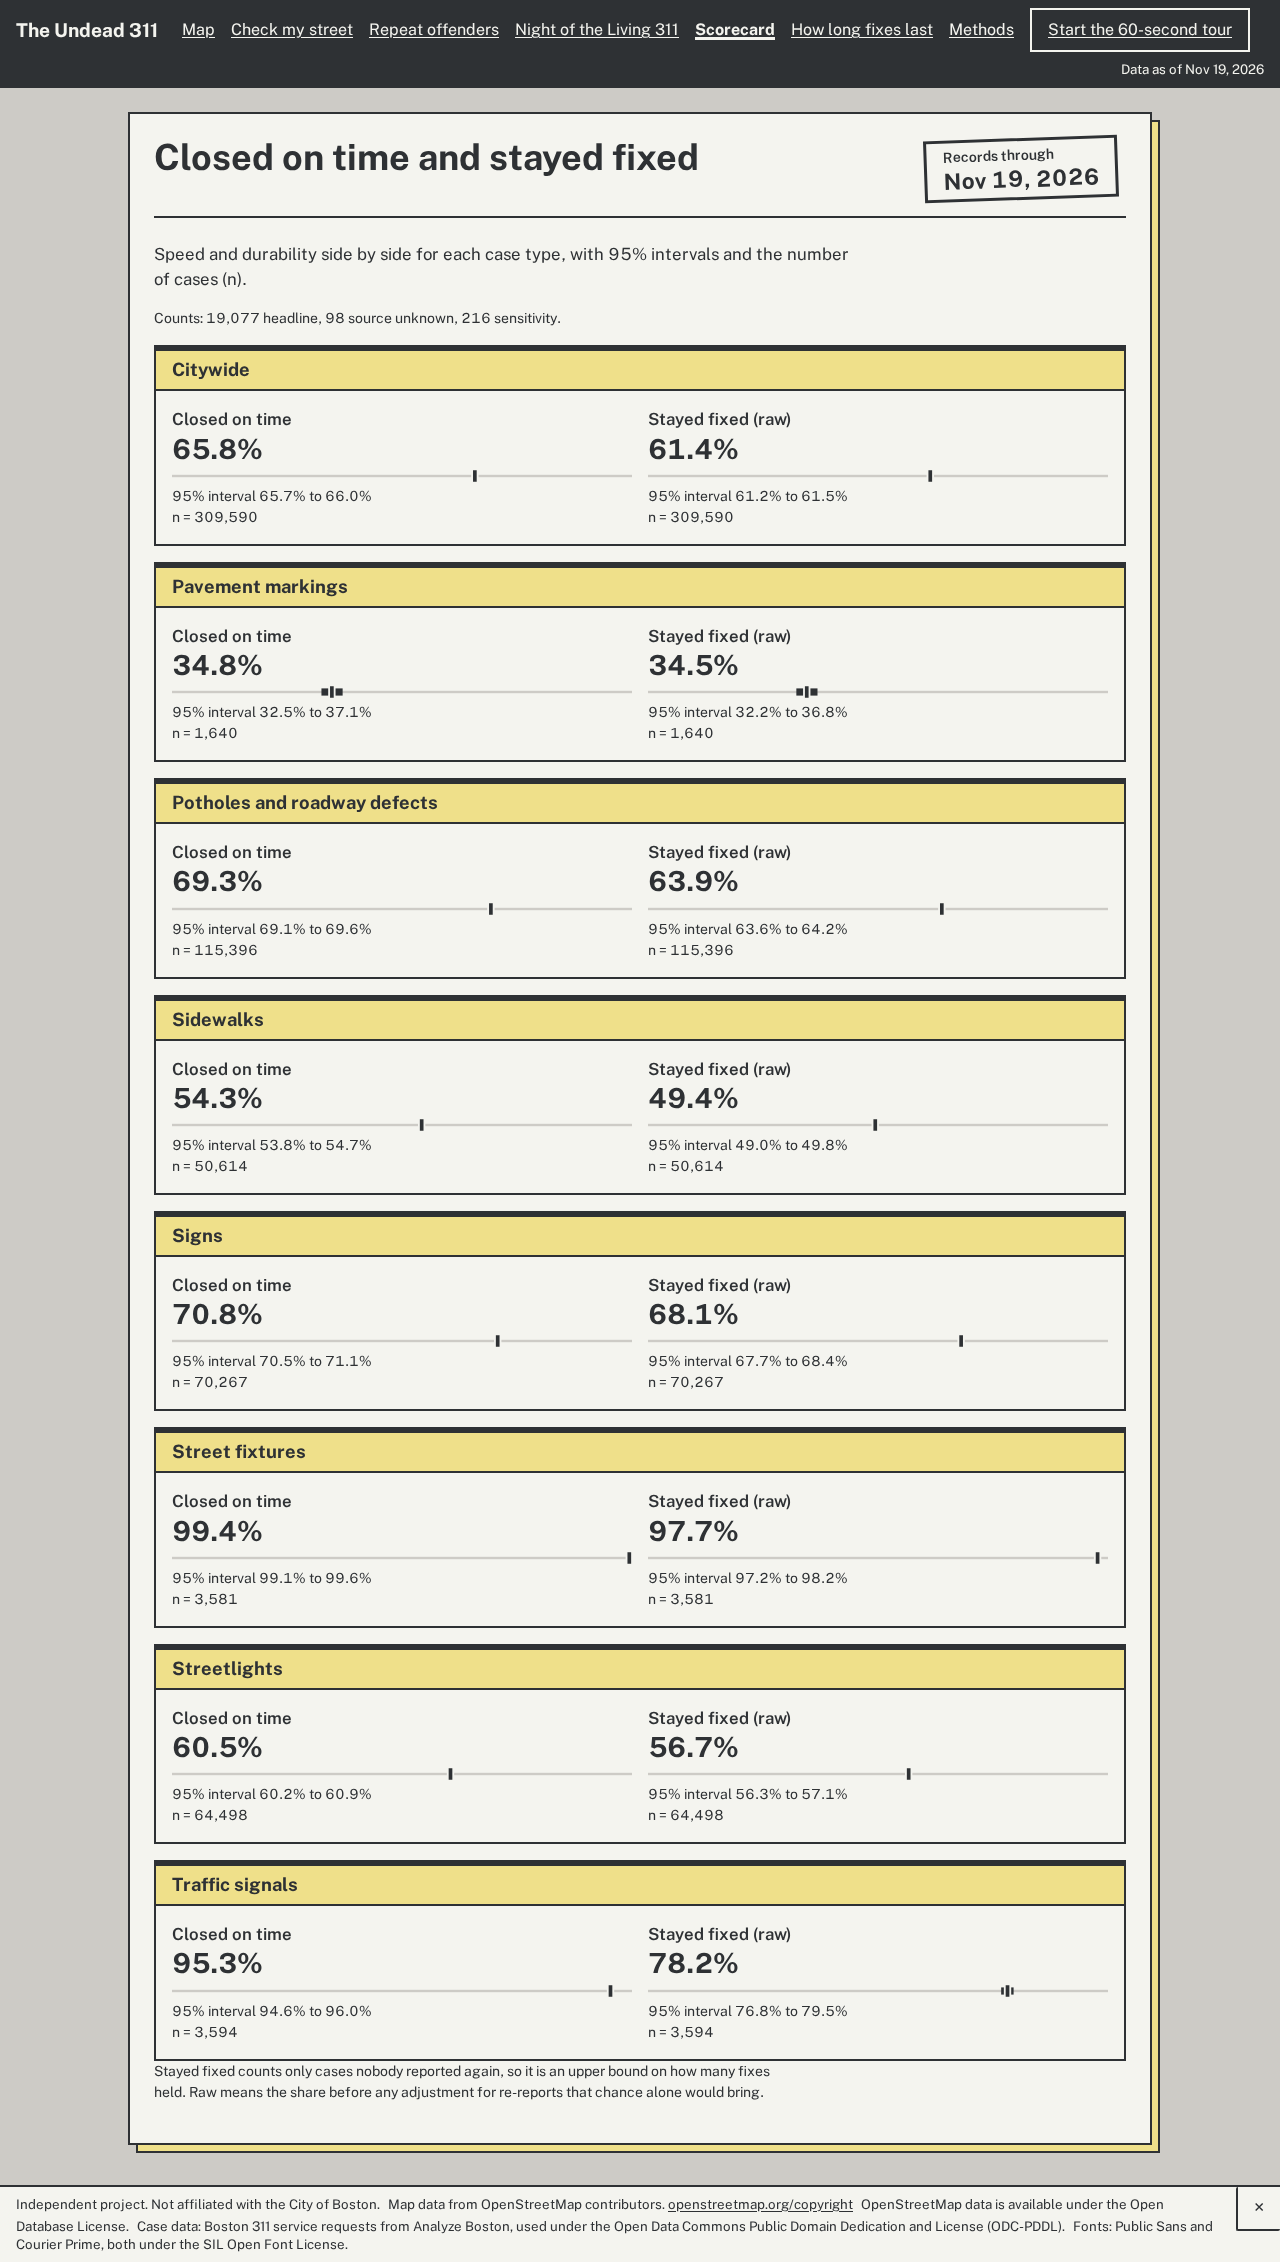 The Undead 311 Map Check my street Repeat offenders Night of the Living 311 Scorecard How long fixes last Methods Start the 60-second tour
Data as of Nov 19, 2026
Closed on time and stayed fixed
Records through
Nov 19, 2026
Speed and durability side by side for each case type, with 95% intervals and the number
of cases (n).
Counts: 19,077 headline, 98 source unknown, 216 sensitivity.
Citywide
Closed on time Stayed fixed (raw)
65.8% 61.4%
95% interval 65.7% to 66.0% 95% interval 61.2% to 61.5%
n = 309,590 n = 309,590
Pavement markings
Closed on time Stayed fixed (raw)
34.8% 34.5%
95% interval 32.5% to 37.1% 95% interval 32.2% to 36.8%
n = 1,640 n = 1,640
Potholes and roadway defects
Closed on time Stayed fixed (raw)
69.3% 63.9%
95% interval 69.1% to 69.6% 95% interval 63.6% to 64.2%
n = 115,396 n = 115,396
Sidewalks
Closed on time Stayed fixed (raw)
54.3% 49.4%
95% interval 53.8% to 54.7% 95% interval 49.0% to 49.8%
n = 50,614 n = 50,614
Signs
Closed on time Stayed fixed (raw)
70.8% 68.1%
95% interval 70.5% to 71.1% 95% interval 67.7% to 68.4%
n = 70,267 n = 70,267
Street fixtures
Closed on time Stayed fixed (raw)
99.4% 97.7%
95% interval 99.1% to 99.6% 95% interval 97.2% to 98.2%
n = 3,581 n = 3,581
Streetlights
Closed on time Stayed fixed (raw)
60.5% 56.7%
95% interval 60.2% to 60.9% 95% interval 56.3% to 57.1%
n = 64,498 n = 64,498
Traffic signals
Closed on time Stayed fixed (raw)
95.3% 78.2%
95% interval 94.6% to 96.0% 95% interval 76.8% to 79.5%
n = 3,594 n = 3,594
Stayed fixed counts only cases nobody reported again, so it is an upper bound on how many fixes
held. Raw means the share before any adjustment for re-reports that chance alone would bring.
Independent project. Not affiliated with the City of Boston. Map data from OpenStreetMap contributors. openstreetmap.org/copyright OpenStreetMap data is available under the Open ×
Database License. Case data: Boston 311 service requests from Analyze Boston, used under the Open Data Commons Public Domain Dedication and License (ODC-PDDL). Fonts: Public Sans and
Courier Prime, both under the SIL Open Font License.